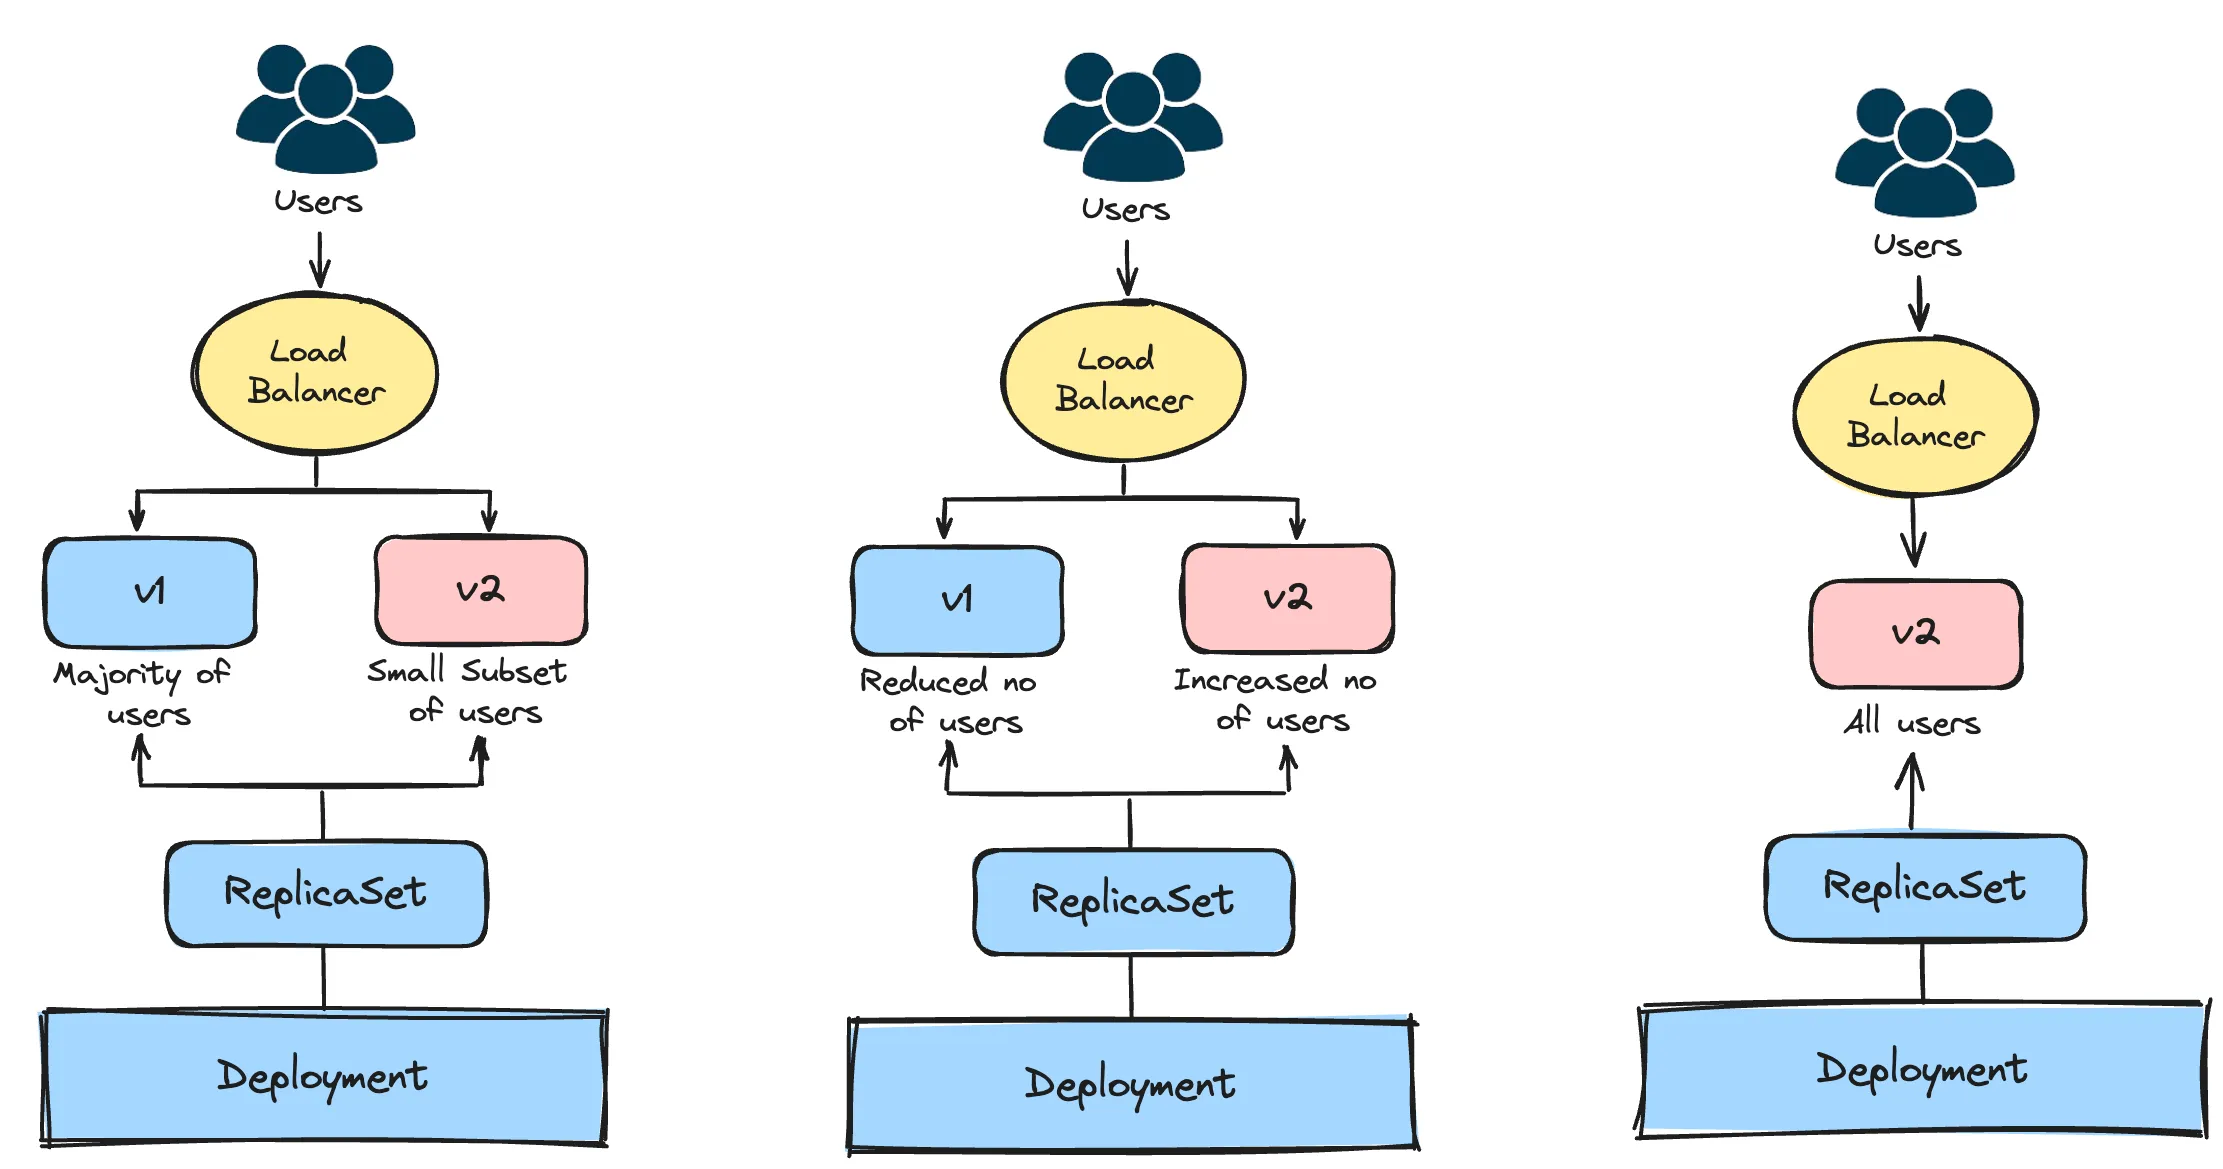 Users
Load
Balancer
v1
v2
Majority of
users
Small Subset
of users
ReplicaSet
Deployment
Users
Load
Balancer
v1
v2
Reduced no
of users
Increased no
of users
ReplicaSet
Deployment
Users
Load
Balancer
v2
All users
ReplicaSet
Deployment